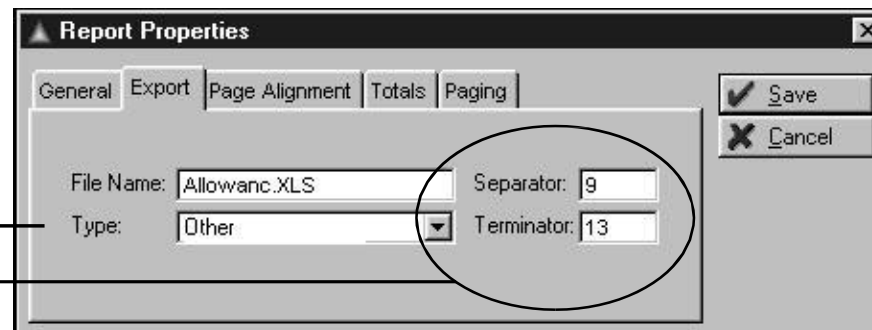 Report Properties
General Export Page Alignment Totals Paging
Save
Cancel
File Name: Allowanc.XLS Separator: 9
Type: Other Terminator: 13